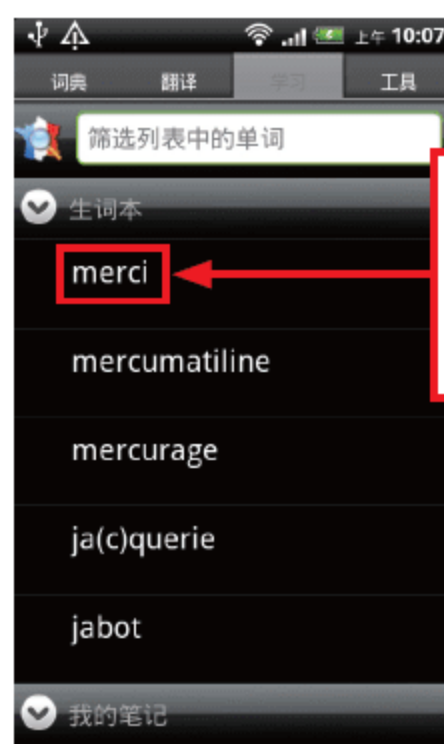 上午 10:07
词典 翻译 学习 工具
筛选列表中的单词
生词本
merci
mercumatiline
mercurage
ja(c)querie
jabot
我的笔记